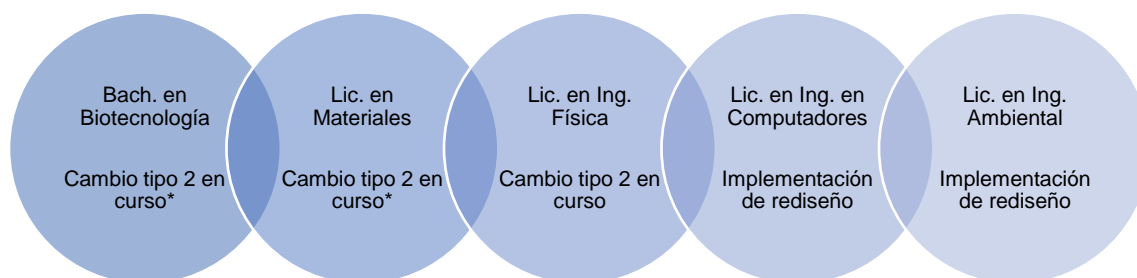 Bach. en
Biotecnología
Cambio tipo 2 en
curso*
Lic. en
Materiales
Cambio tipo 2 en
curso*
Lic. en Ing.
Física
Cambio tipo 2 en
curso
Lic. en Ing. en
Computadores
Implementación
de rediseño
Lic. en Ing.
Ambiental
Implementación
de rediseño